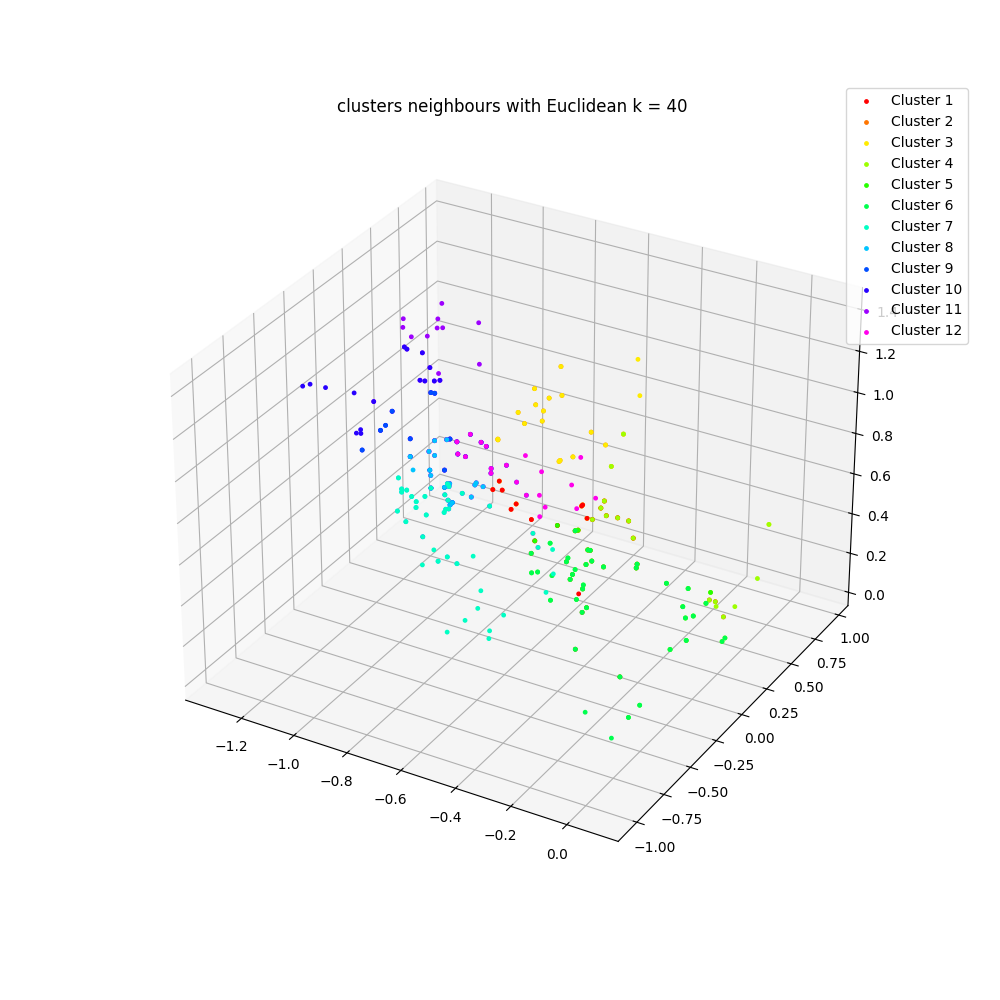 clusters neighbours with Euclidean k = 40
Cluster 1
Cluster 2
Cluster 3
Cluster 4
Cluster 5
Cluster 6
Cluster 7
Cluster 8
Cluster 9
Cluster 10
Cluster 11
Cluster 12
1.2
1.0
0.8
0.6
0.4
0.2
0.0
1.00
0.75
0.50
0.25
0.00
−0.25
−0.50
−0.75
−1.00
−1.2
−1.0
−0.8
−0.6
−0.4
−0.2
0.0